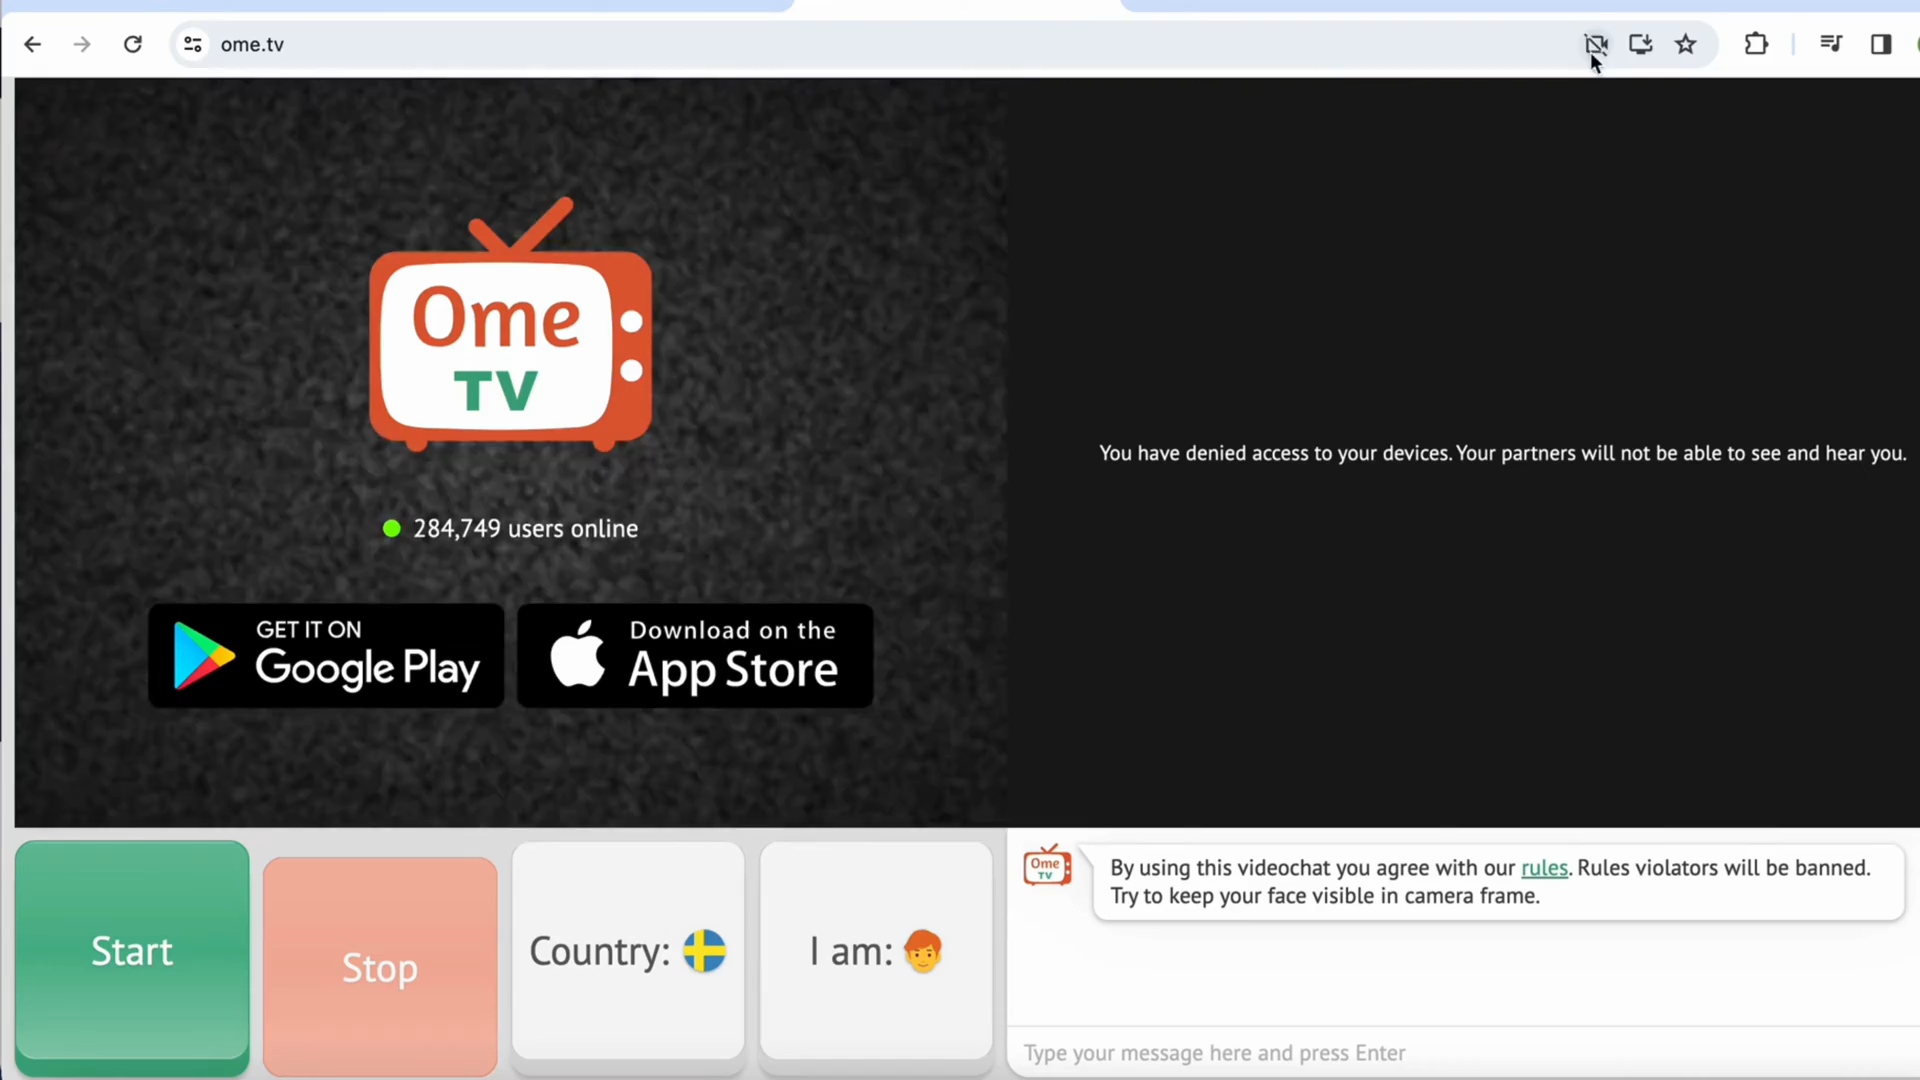 ome.tv
Ome
TV
284,749 users online
GET IT ON
Google Play
Download on the
App Store
You have denied access to your devices. Your partners will not be able to see and hear you.
Start
Stop
Country:
I am:
Ome
TV
By using this videochat you agree with our rules. Rules violators will be banned.
Try to keep your face visible in camera frame.
Type your message here and press Enter